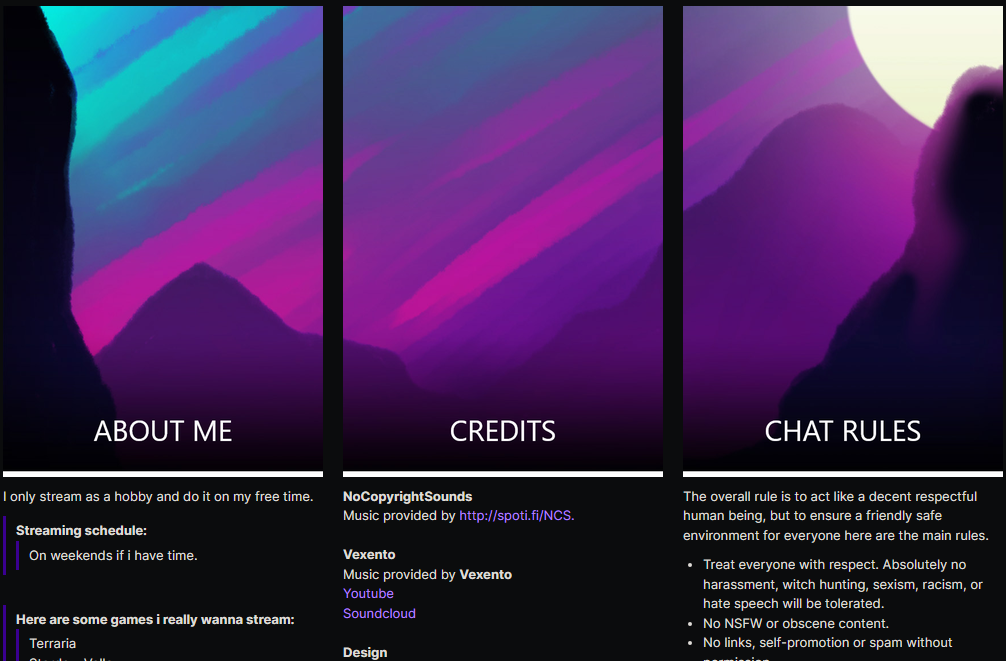 ABOUT ME
I only stream as a hobby and do it on my free time.
Streaming schedule:
On weekends if i have time.
Here are some games i really wanna stream:
Terraria
CREDITS
NoCopyrightSounds
Music provided by http://spoti.fi/NCS.
Vexento
Music provided by Vexento
Youtube
Soundcloud
Design
CHAT RULES
The overall rule is to act like a decent respectful
human being, but to ensure a friendly safe
environment for everyone here are the main rules.
• Treat everyone with respect. Absolutely no
harassment, witch hunting, sexism, racism, or
hate speech will be tolerated.
• No NSFW or obscene content.
• No links, self-promotion or spam without